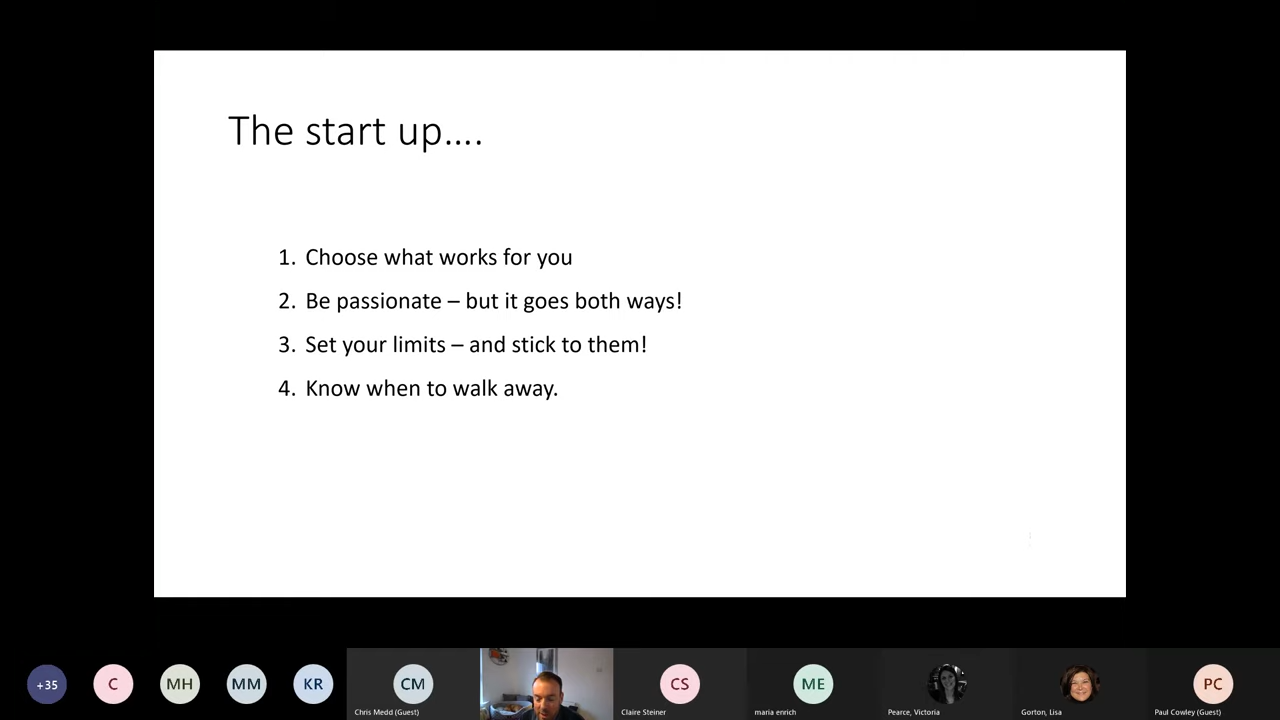 The start up....
1. Choose what works for you
2. Be passionate – but it goes both ways!
3. Set your limits – and stick to them!
4. Know when to walk away.
+35
C
MH
MM
KR
CM
CS
ME
PC
Chris Medd (Guest)
Claire Steiner
maria enrich
Pearce, Victoria
Gorton, Lisa
Paul Cowley (Guest)